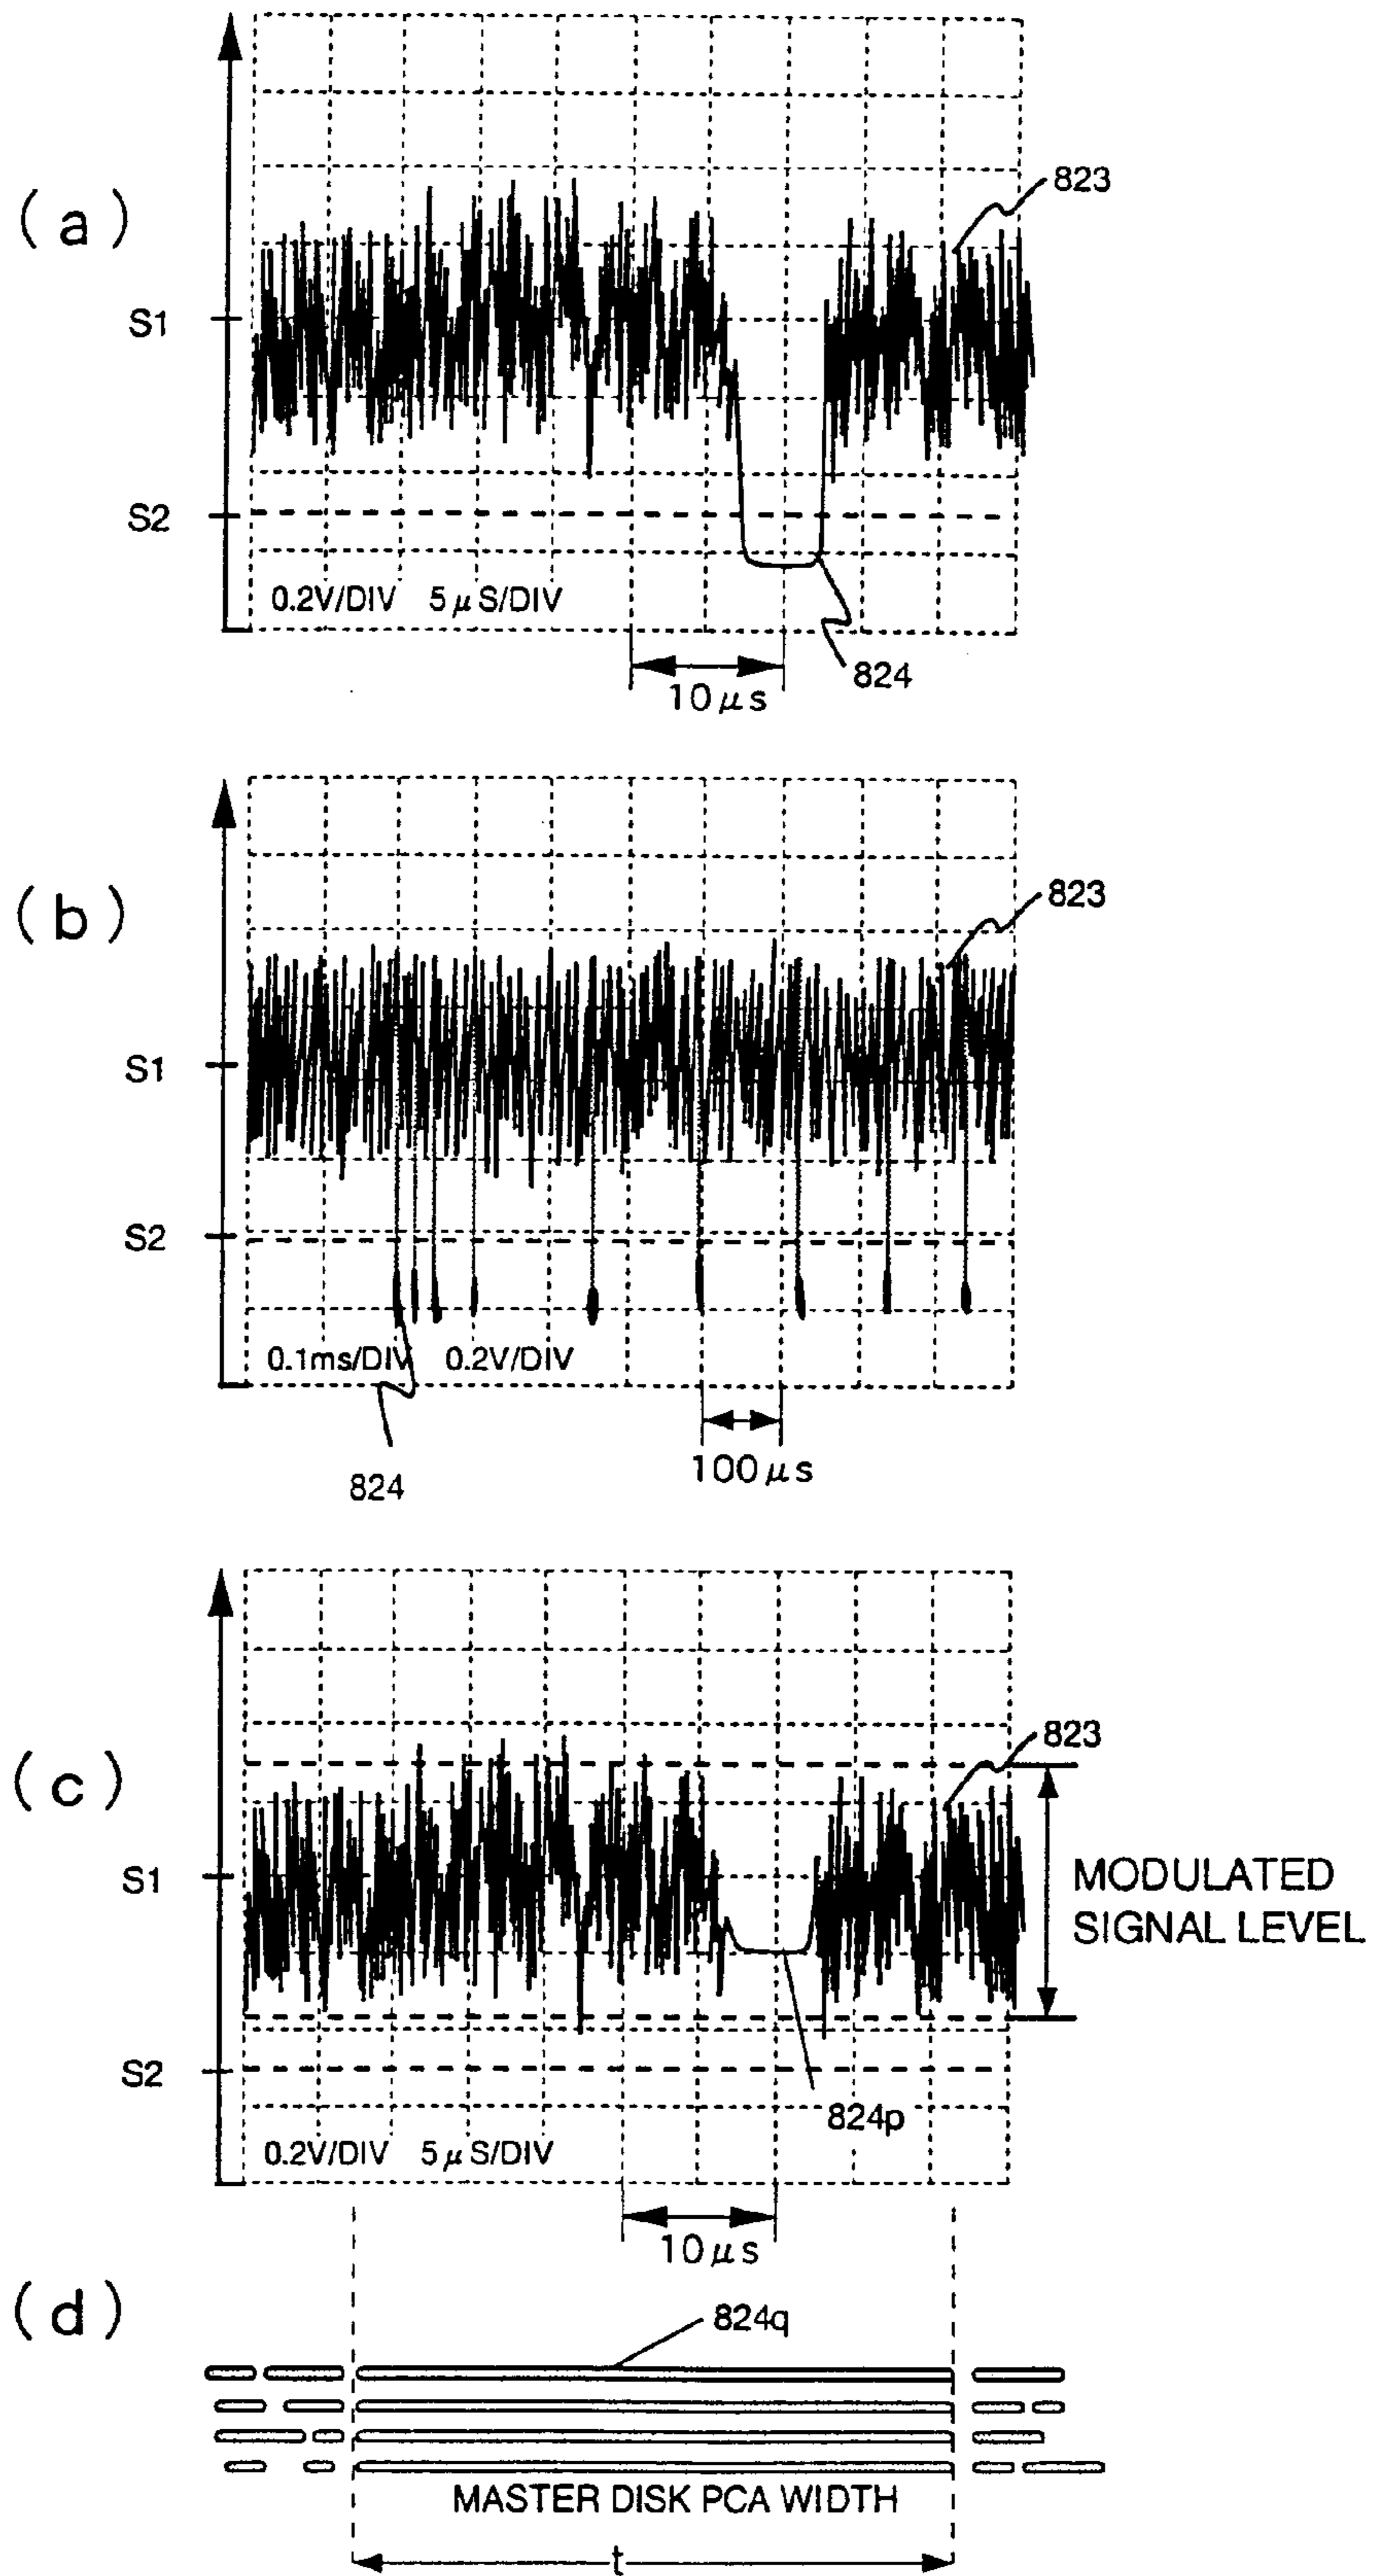 (a)
823
S1
S2
0.2V/DIV 5μS/DIV
824
10μs
(b)
823
S1
S2
0.1ms/DIV 0.2V/DIV
100μs
824
(c)
823
S1
MODULATED
SIGNAL LEVEL
S2
824p
0.2V/DIV 5μS/DIV
10μs
(d)
824q
MASTER DISK PCA WIDTH
t